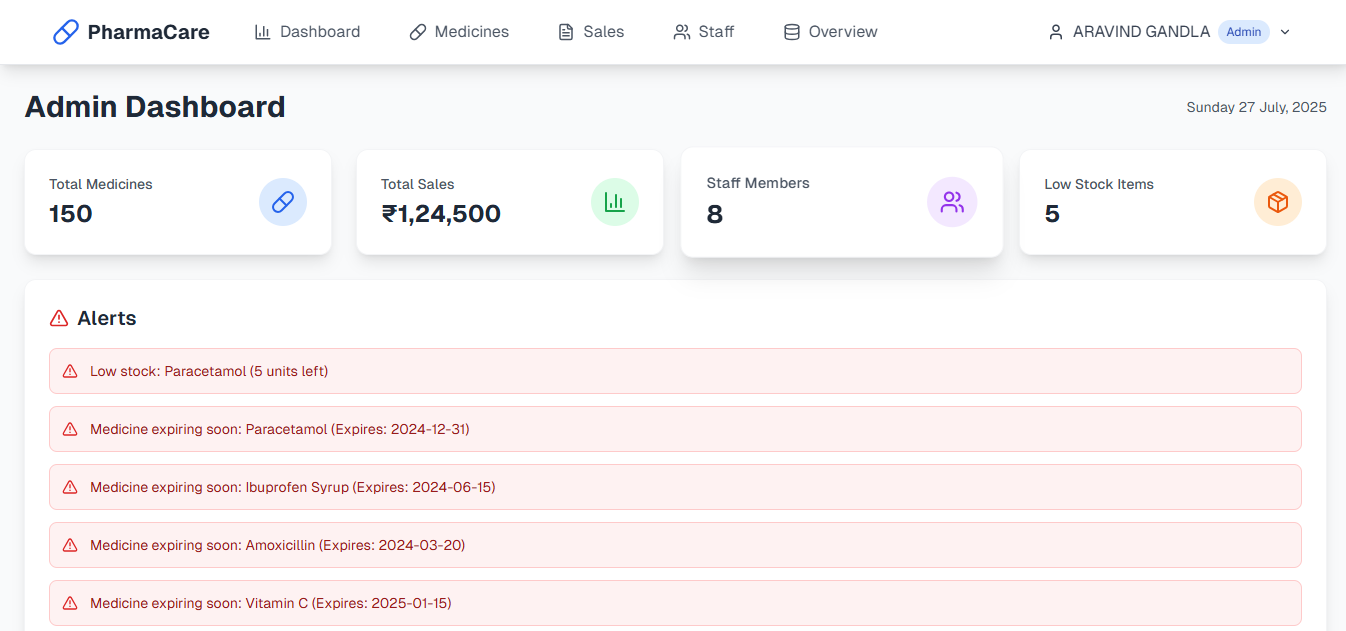 PharmaCare Dashboard Medicines Sales Staff Overview ARAVIND GANDLA Admin
Admin Dashboard Sunday 27 July, 2025
Total Medicines
150
Total Sales
₹1,24,500
Staff Members
8
Low Stock Items
5
Alerts
Low stock: Paracetamol (5 units left)
Medicine expiring soon: Paracetamol (Expires: 2024-12-31)
Medicine expiring soon: Ibuprofen Syrup (Expires: 2024-06-15)
Medicine expiring soon: Amoxicillin (Expires: 2024-03-20)
Medicine expiring soon: Vitamin C (Expires: 2025-01-15)